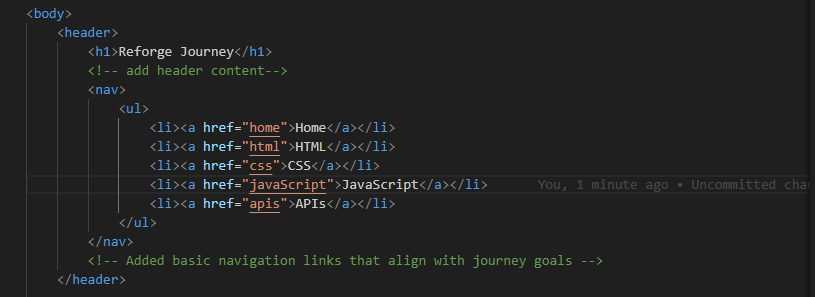 <body>
<header>
<h1>Reforge Journey</h1>
<!-- add header content-->
<nav>
<ul>
<li><a href="home">Home</a></li>
<li><a href="html">HTML</a></li>
<li><a href="css">CSS</a></li>
<li><a href="javaScript">JavaScript</a></li> You, 1 minute ago • Uncommitted
<li><a href="apis">APIs</a></li>
</ul>
</nav>
<!-- Added basic navigation links that align with journey goals -->
</header>